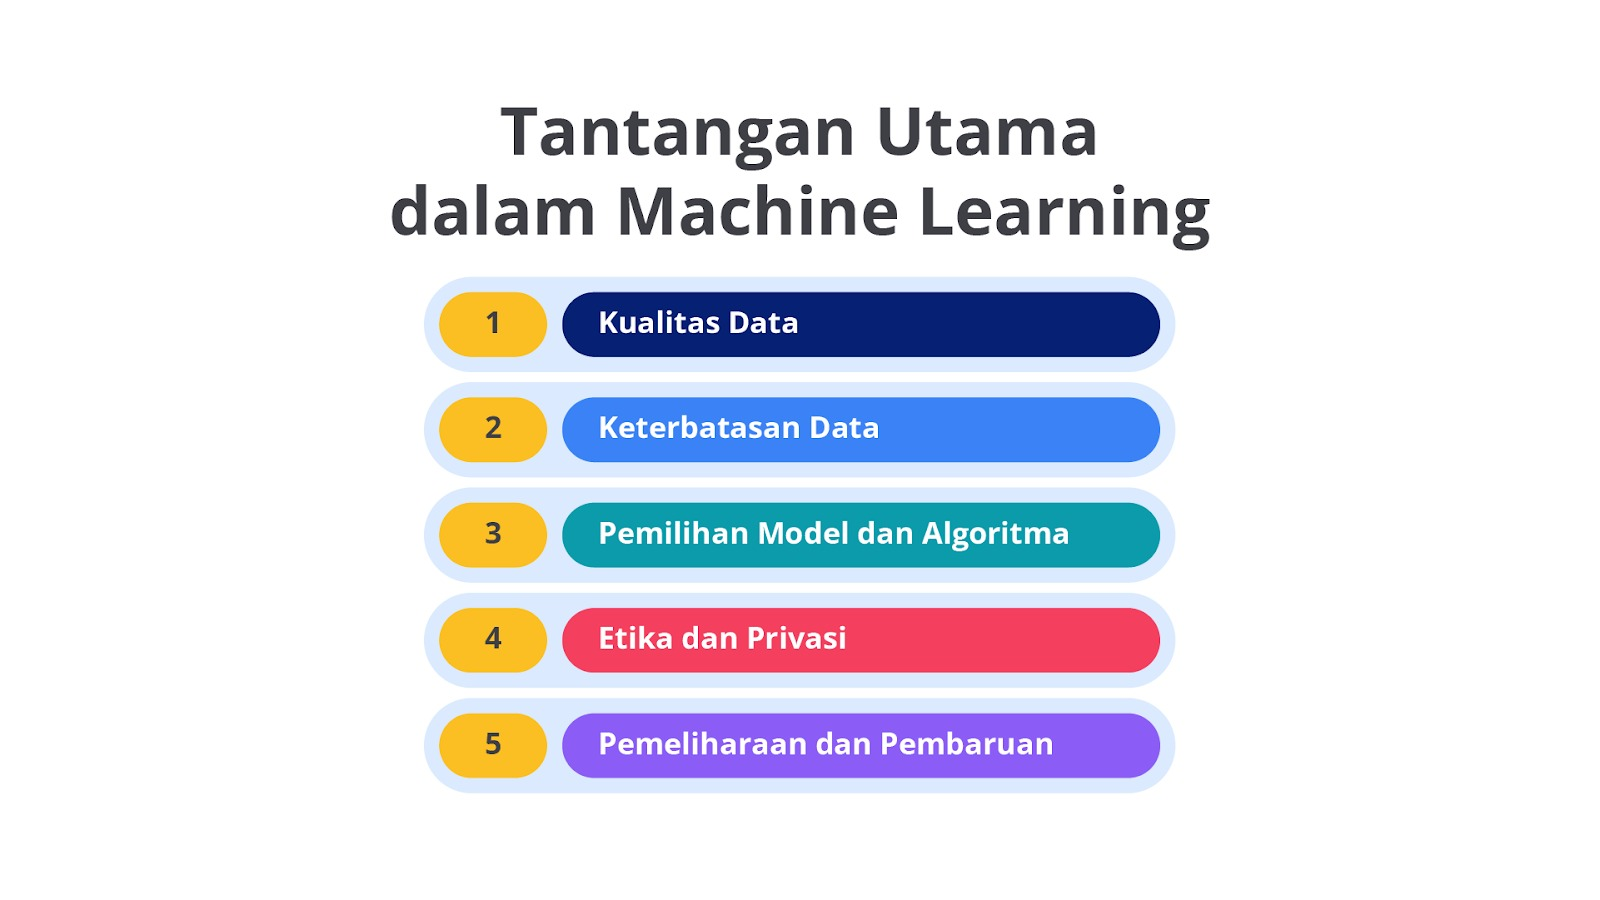 Tantangan Utama
dalam Machine Learning
1 Kualitas Data
2 Keterbatasan Data
3 Pemilihan Model dan Algoritma
4 Etika dan Privasi
5 Pemeliharaan dan Pembaruan